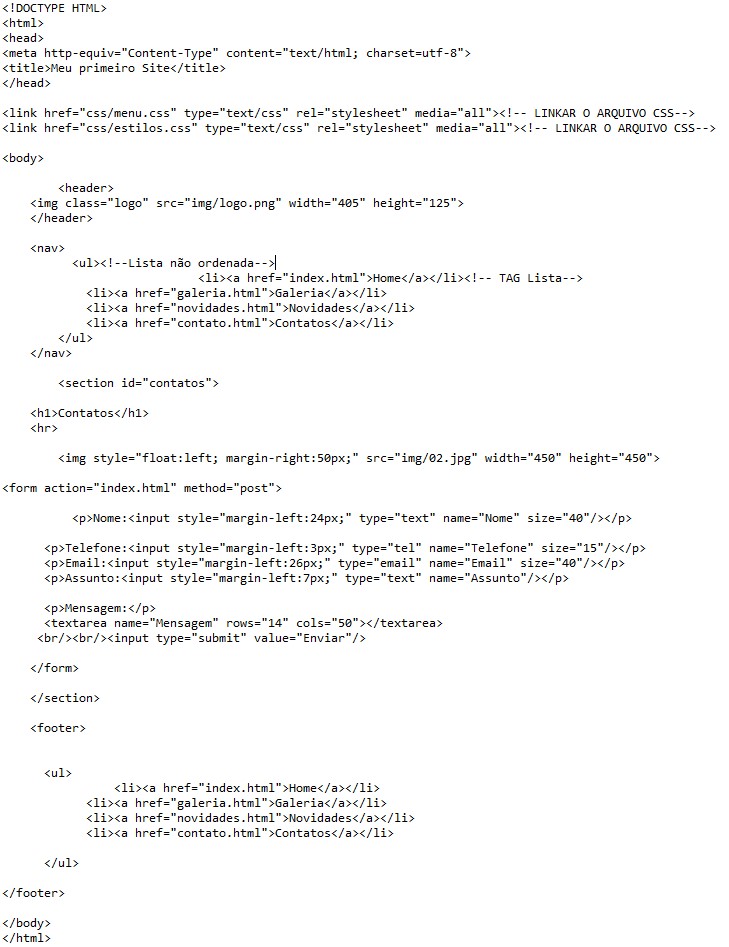 <!DOCTYPE HTML>
<html>
<head>
<meta http-equiv="Content-Type" content="text/html; charset=utf-8">
<title>Meu primeiro Site</title>
</head>
<link href="css/menu.css" type="text/css" rel="stylesheet" media="all"><!-- LINKAR O ARQUIVO CSS-->
<link href="css/estilos.css" type="text/css" rel="stylesheet" media="all"><!-- LINKAR O ARQUIVO CSS-->
<body>
<header>
<img class="logo" src="img/logo.png" width="405" height="125">
</header>
<nav>
<ul><!--Lista não ordenada-->
<li><a href="index.html">Home</a></li><!-- TAG Lista-->
<li><a href="galeria.html">Galeria</a></li>
<li><a href="novidades.html">Novidades</a></li>
<li><a href="contato.html">Contatos</a></li>
</ul>
</nav>
<section id="contatos">
<h1>Contatos</h1>
<hr>
<img style="float:left; margin-right:50px;" src="img/02.jpg" width="450" height="450">
<form action="index.html" method="post">
<p>Nome:<input style="margin-left:24px;" type="text" name="Nome" size="40"/></p>
<p>Telefone:<input style="margin-left:3px;" type="tel" name="Telefone" size="15"/></p>
<p>Email:<input style="margin-left:26px;" type="email" name="Email" size="40"/></p>
<p>Assunto:<input style="margin-left:7px;" type="text" name="Assunto"/></p>
<p>Mensagem:</p>
<textarea name="Mensagem" rows="14" cols="50"></textarea>
<br/><br/><input type="submit" value="Enviar"/>
</form>
</section>
<footer>
<ul>
<li><a href="index.html">Home</a></li>
<li><a href="galeria.html">Galeria</a></li>
<li><a href="novidades.html">Novidades</a></li>
<li><a href="contato.html">Contatos</a></li>
</ul>
</footer>
</body>
</html>